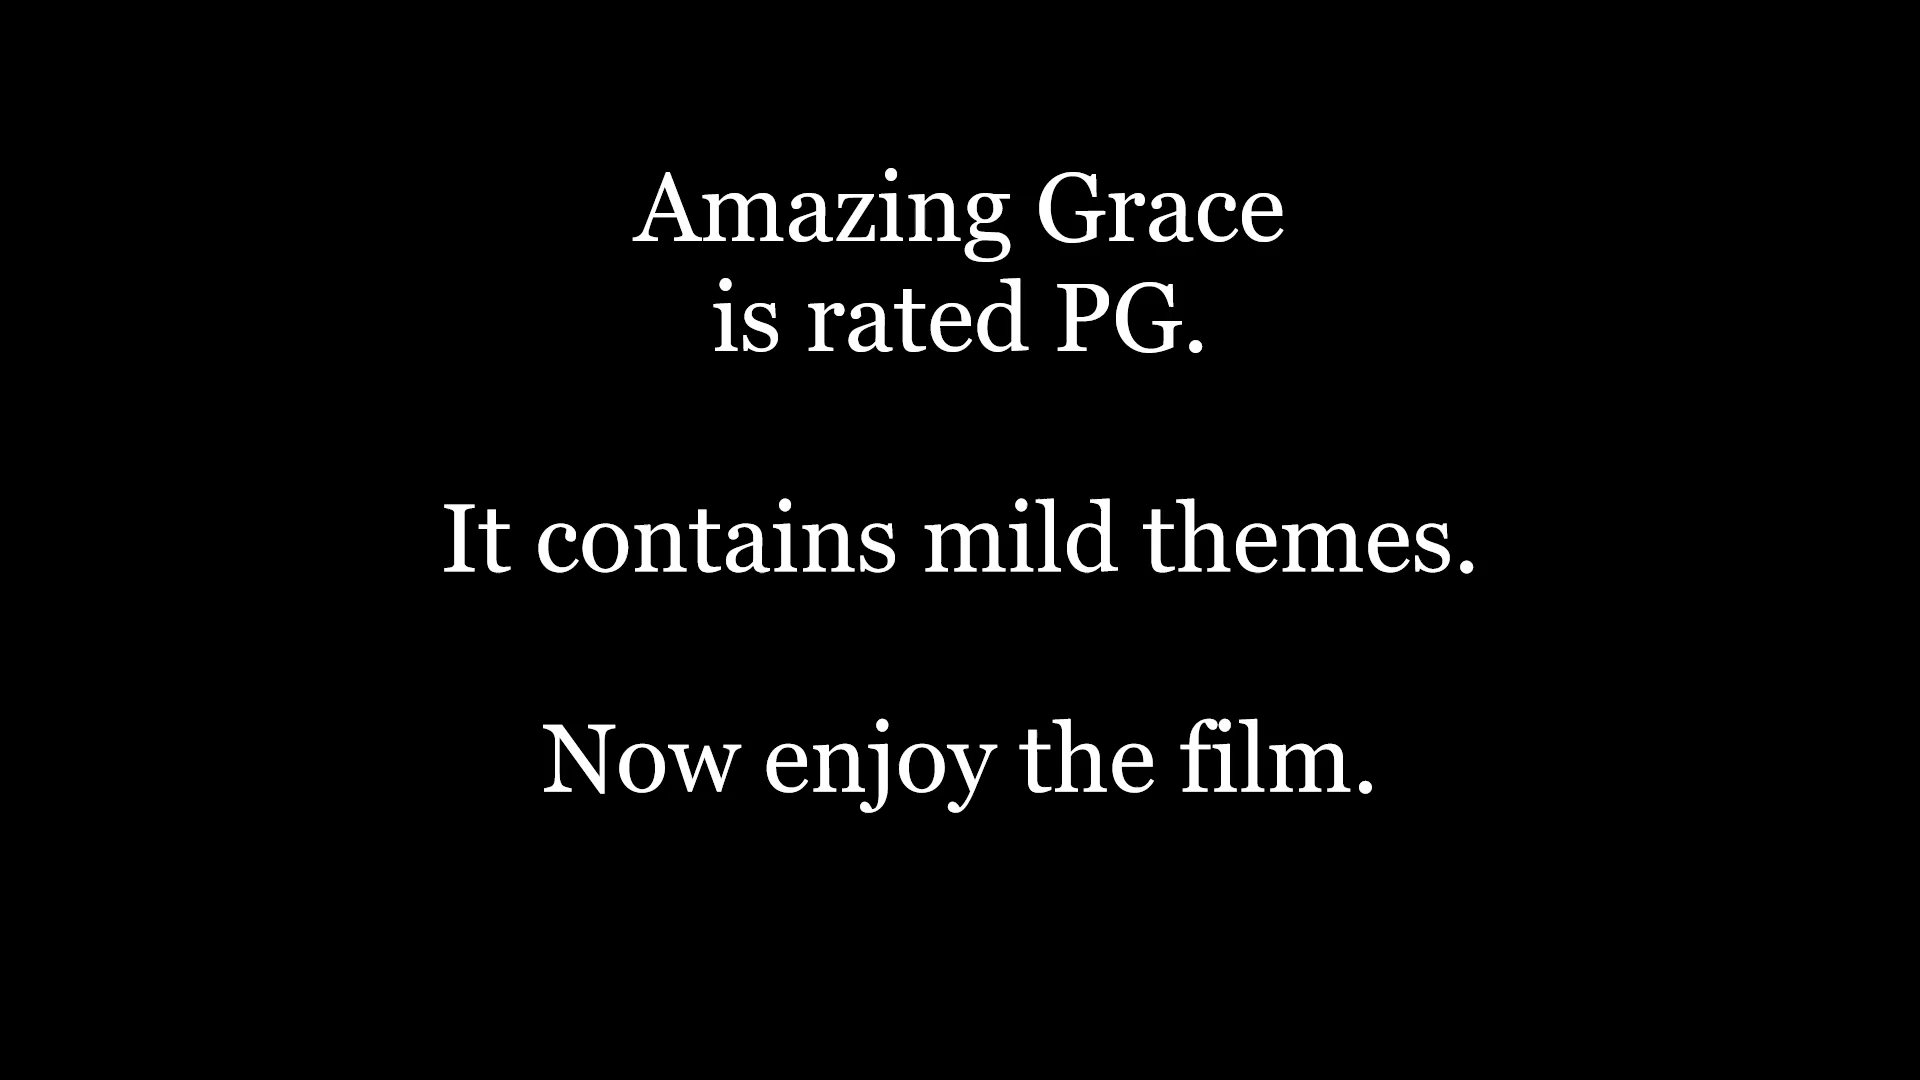 Amazing Grace
is rated PG.
It contains mild themes.
Now enjoy the film.